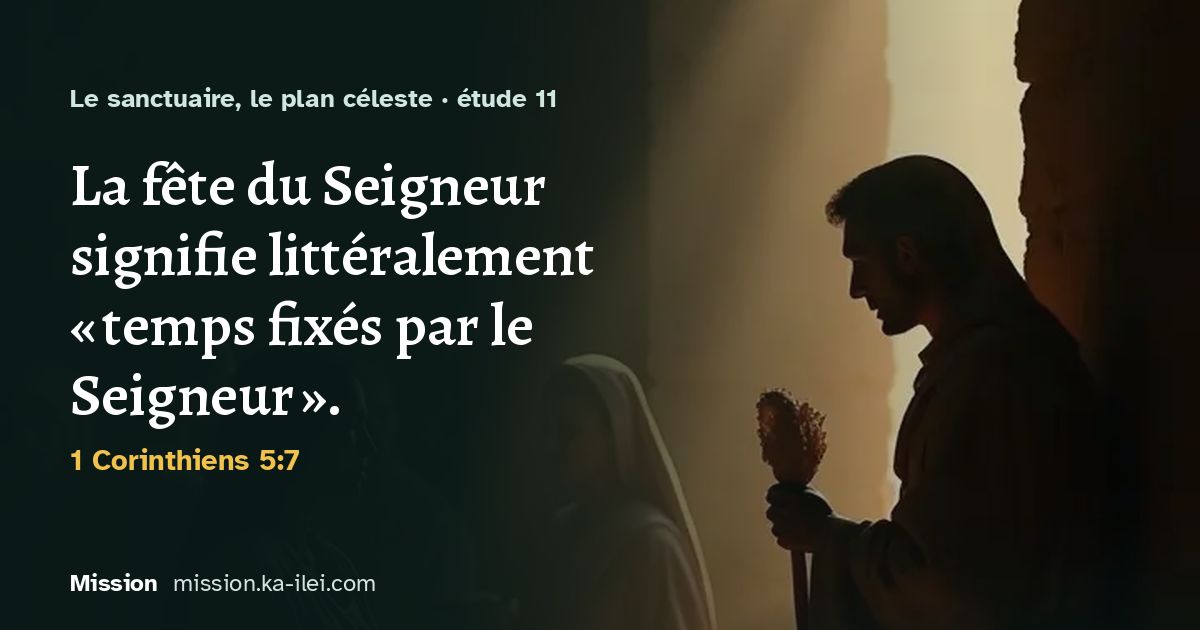 Le sanctuaire, le plan céleste · étude 11
La fête du Seigneur
signifie littéralement
« temps fixés par le
Seigneur ».
1 Corinthiens 5:7
Mission mission.ka-ilei.com